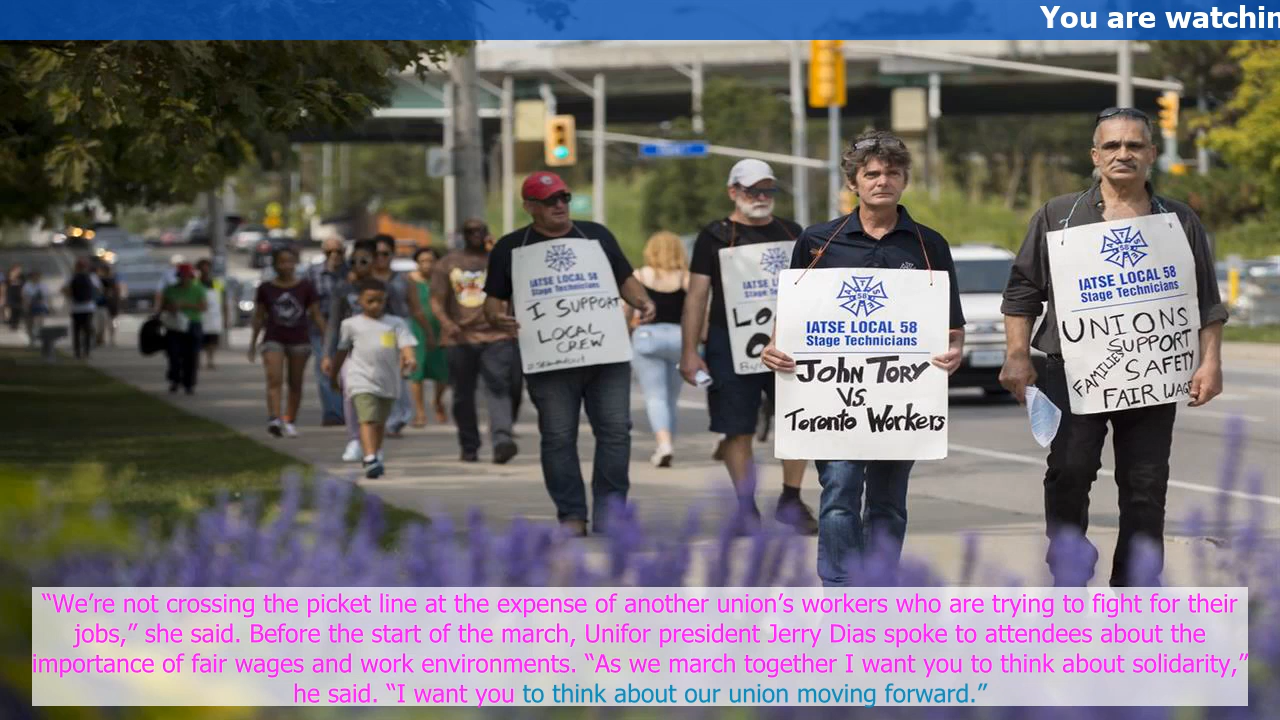 You are watchin
IATSE LOCAL 58
Stage Technicians
I SUPPORT
LOCAL
CREW
IATSE L
Stage
LO
58
IATSE LOCAL 58
Stage Technicians
JOHN TORY
VS.
Toronto Workers
58
IATSE LOCAL 58
Stage Technicians
UNIONS
SUPPORT
FAMILIES
SAFETY
FAIR WAGE
“We’re not crossing the picket line at the expense of another union’s workers who are trying to fight for their
jobs,” she said. Before the start of the march, Unifor president Jerry Dias spoke to attendees about the
importance of fair wages and work environments. “As we march together I want you to think about solidarity,”
he said. “I want you to think about our union moving forward.”